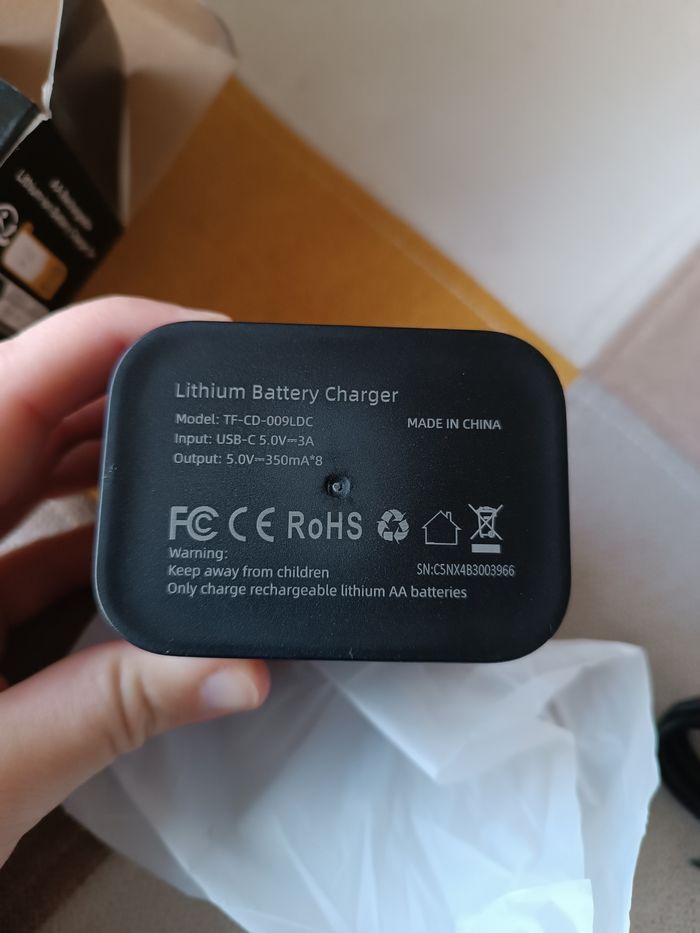 Lithium Battery Charger
Model: TF-CD-009LDC
MADE IN CHINA
Input: USB-C 5.0V⎓3A
Output: 5.0V⎓350mA*8
FC CE RoHS
Warning:
Keep away from children
SN:C5NX4B3003966
Only charge rechargeable lithium AA batteries